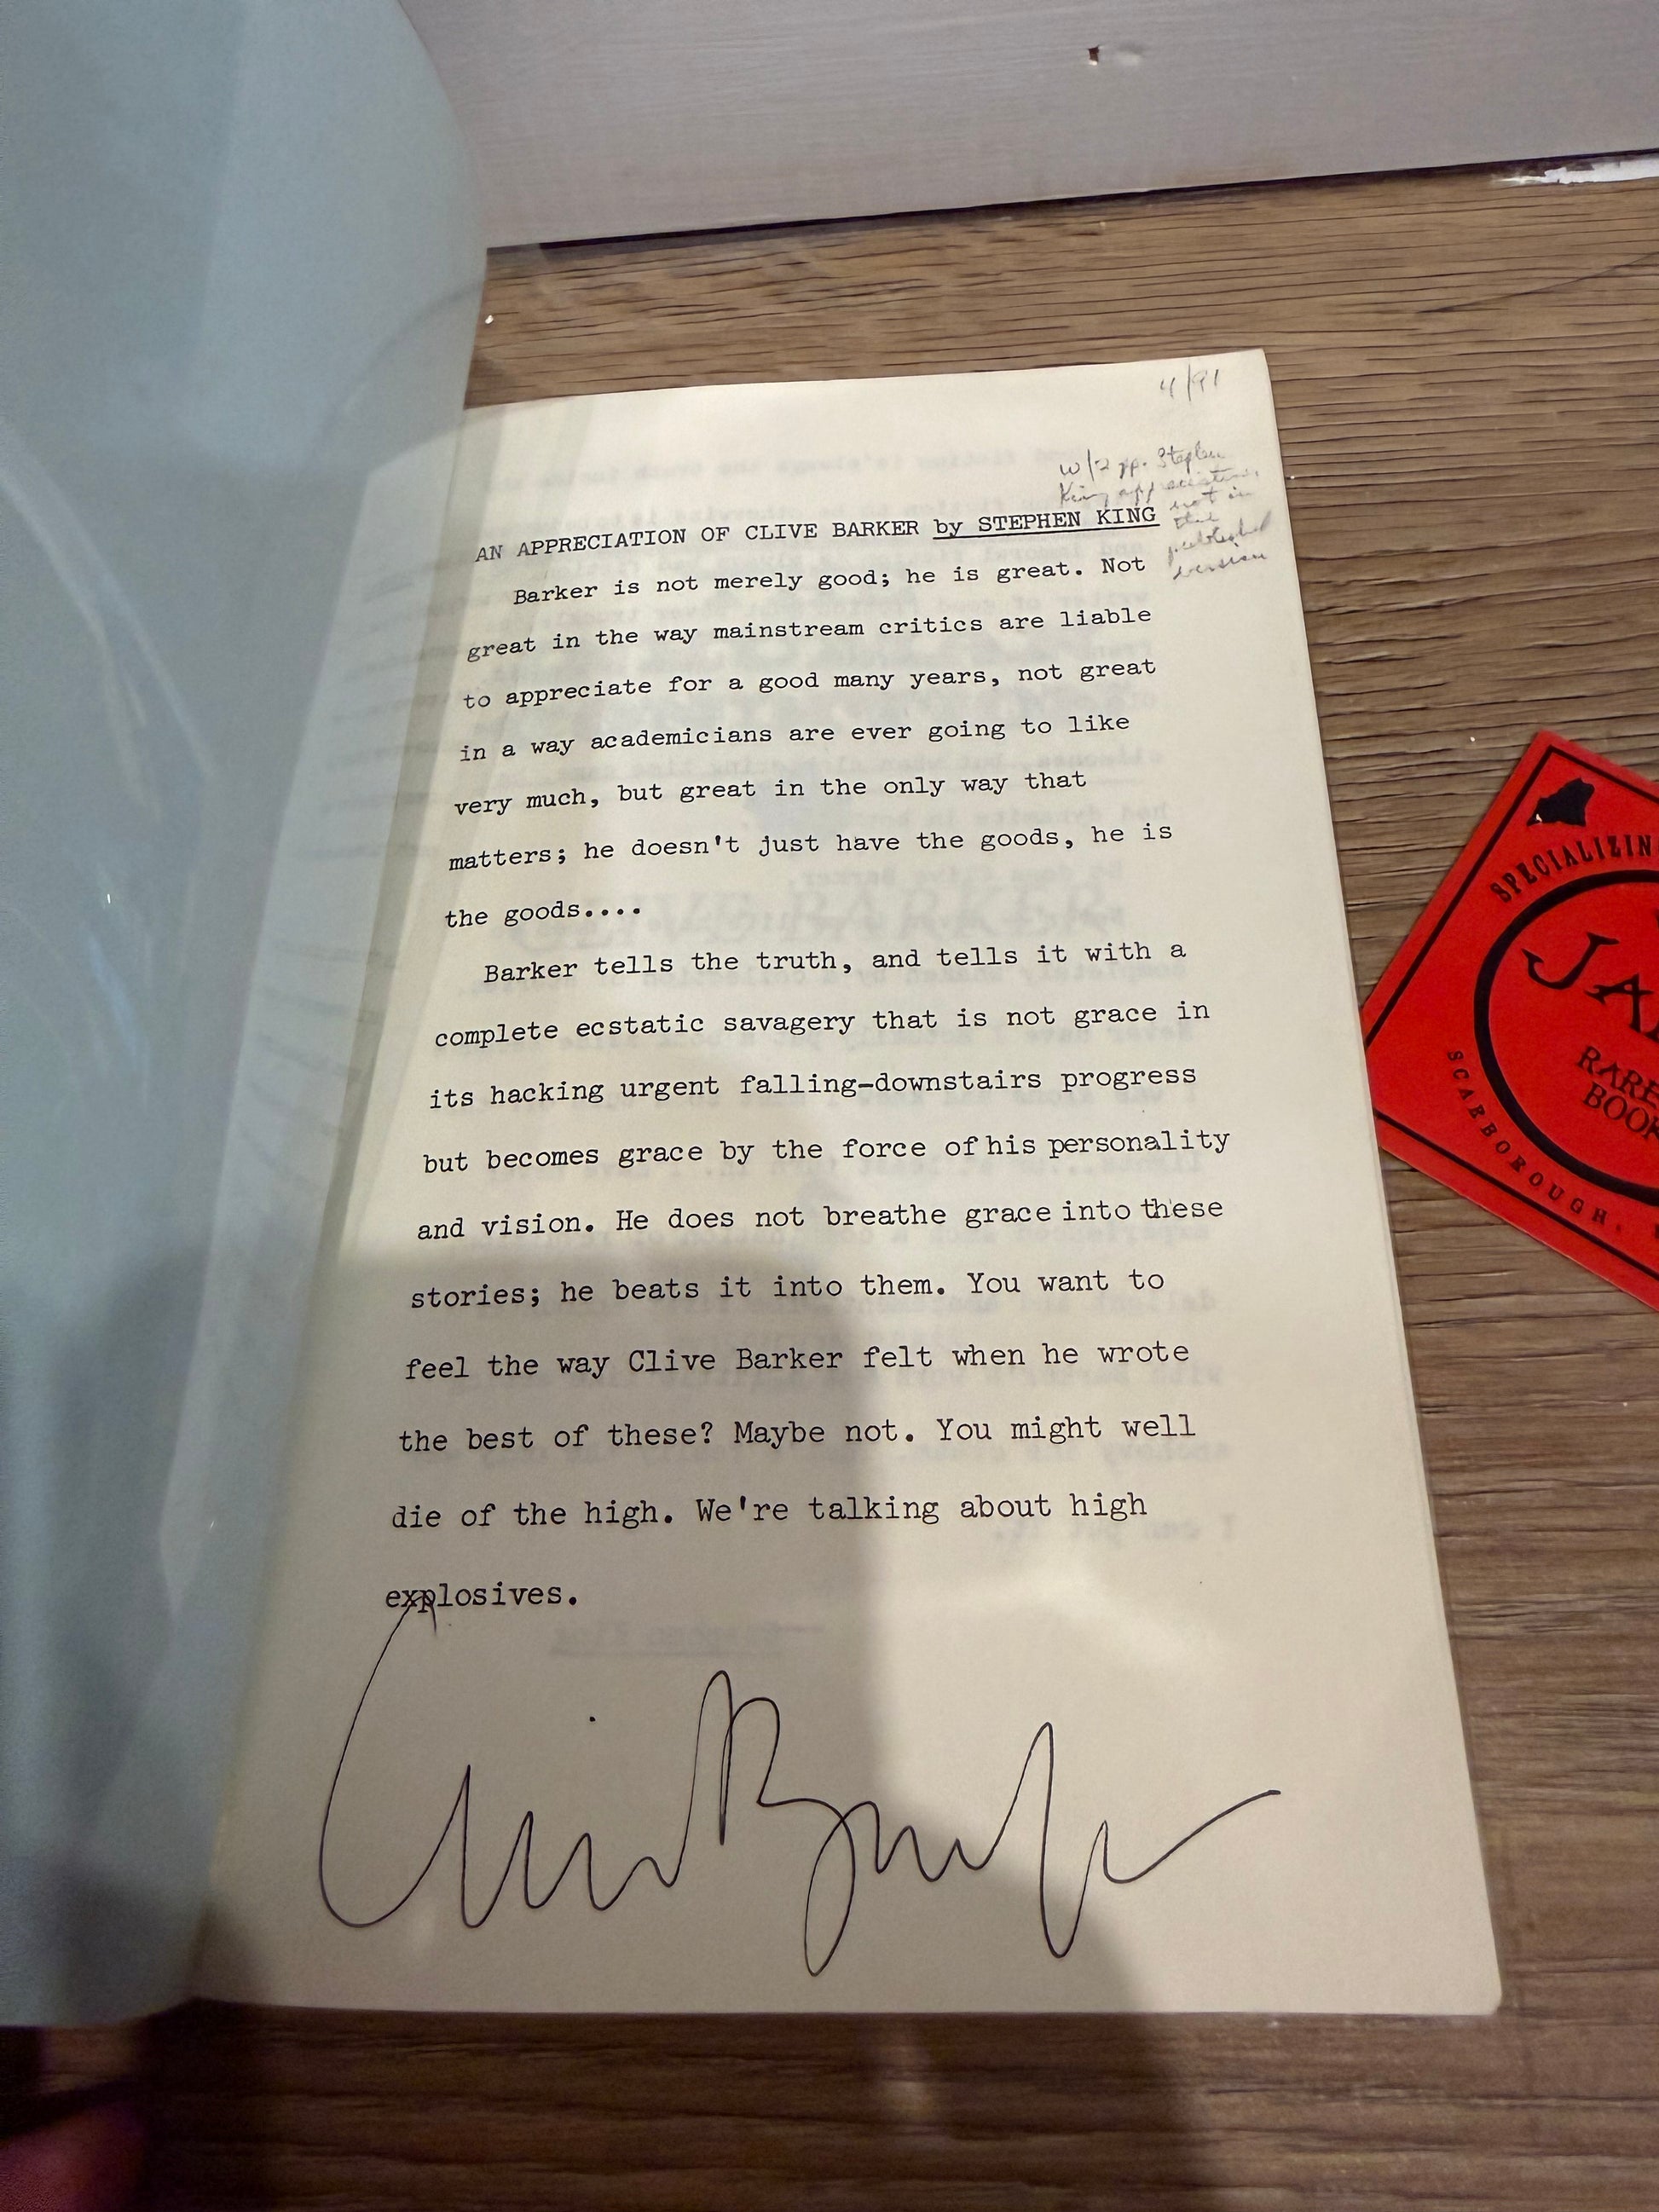 4/91
w/2 pp. Stephen
King appreciation,
not in
the
published
version
AN APPRECIATION OF CLIVE BARKER by STEPHEN KING
Barker is not merely good; he is great. Not
great in the way mainstream critics are liable
to appreciate for a good many years, not great
in a way academicians are ever going to like
very much, but great in the only way that
matters; he doesn't just have the goods, he is
the goods....
Barker tells the truth, and tells it with a
complete ecstatic savagery that is not grace in
its hacking urgent falling-downstairs progress
but becomes grace by the force of his personality
and vision. He does not breathe grace into these
stories; he beats it into them. You want to
feel the way Clive Barker felt when he wrote
the best of these? Maybe not. You might well
die of the high. We're talking about high
explosives.
Clive Barker
SPECIALIZIN
JA
RARE
BOO
SCARBOROUGH,